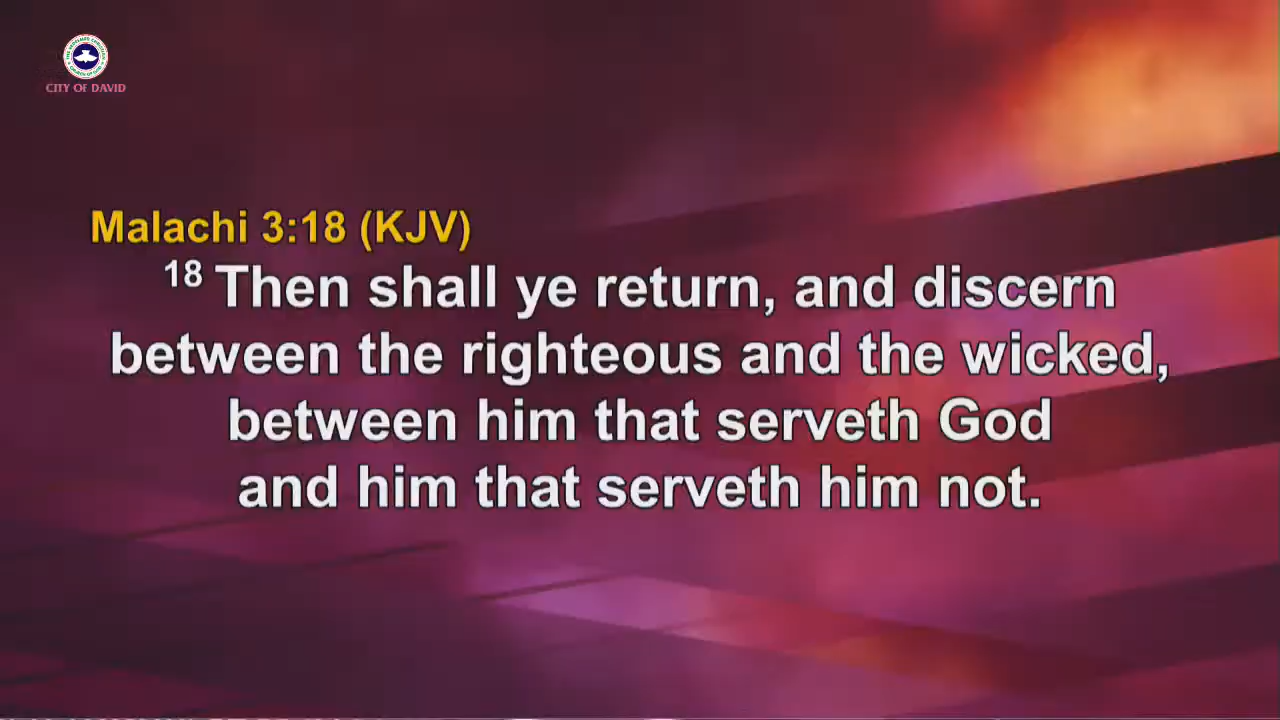 CITY OF DAVID
Malachi 3:18 (KJV)
18 Then shall ye return, and discern
between the righteous and the wicked,
between him that serveth God
and him that serveth him not.